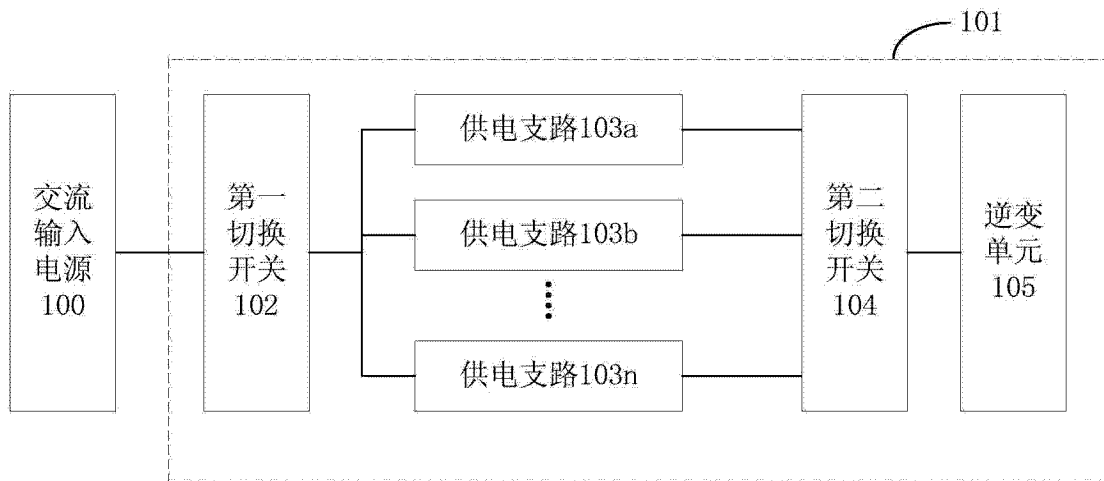 101
交流
输入
电源
100
第一
切换
开关
102
供电支路103a
供电支路103b
供电支路103n
第二
切换
开关
104
逆变
单元
105